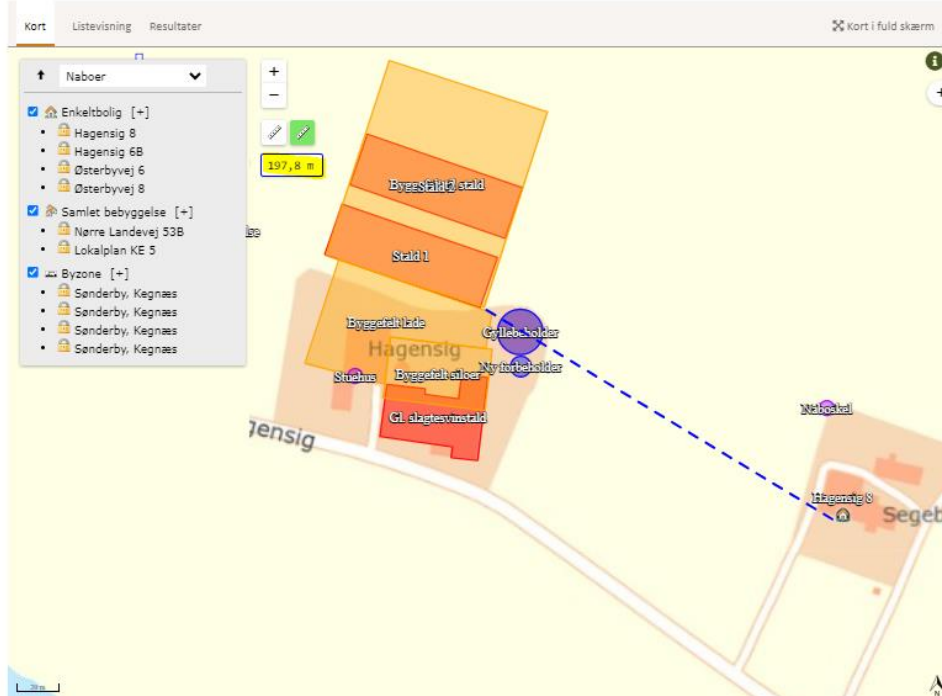 Kort Listevisning Resultater Kort i fuld skærm
Naboer
Enkeltbolig [+]
Hagensig 8
Hagensig 6B
Østerbyvej 6
Østerbyvej 8
Samlet bebyggelse [+]
Nørre Landevej 53B
Lokalplan KE 5
Byzone [+]
Sønderby, Kegnæs
Sønderby, Kegnæs
Sønderby, Kegnæs
Sønderby, Kegnæs
+
−
197,8 m
Stald 1
Byggefelt lade
Gyllebeholder
Hagensig
Ny forbeholder
Stuehus
Byggefelt siloer
Gl. slagtesvinstald
Naboskel
Hagensig 8
Segeb
gensig
20 m
N